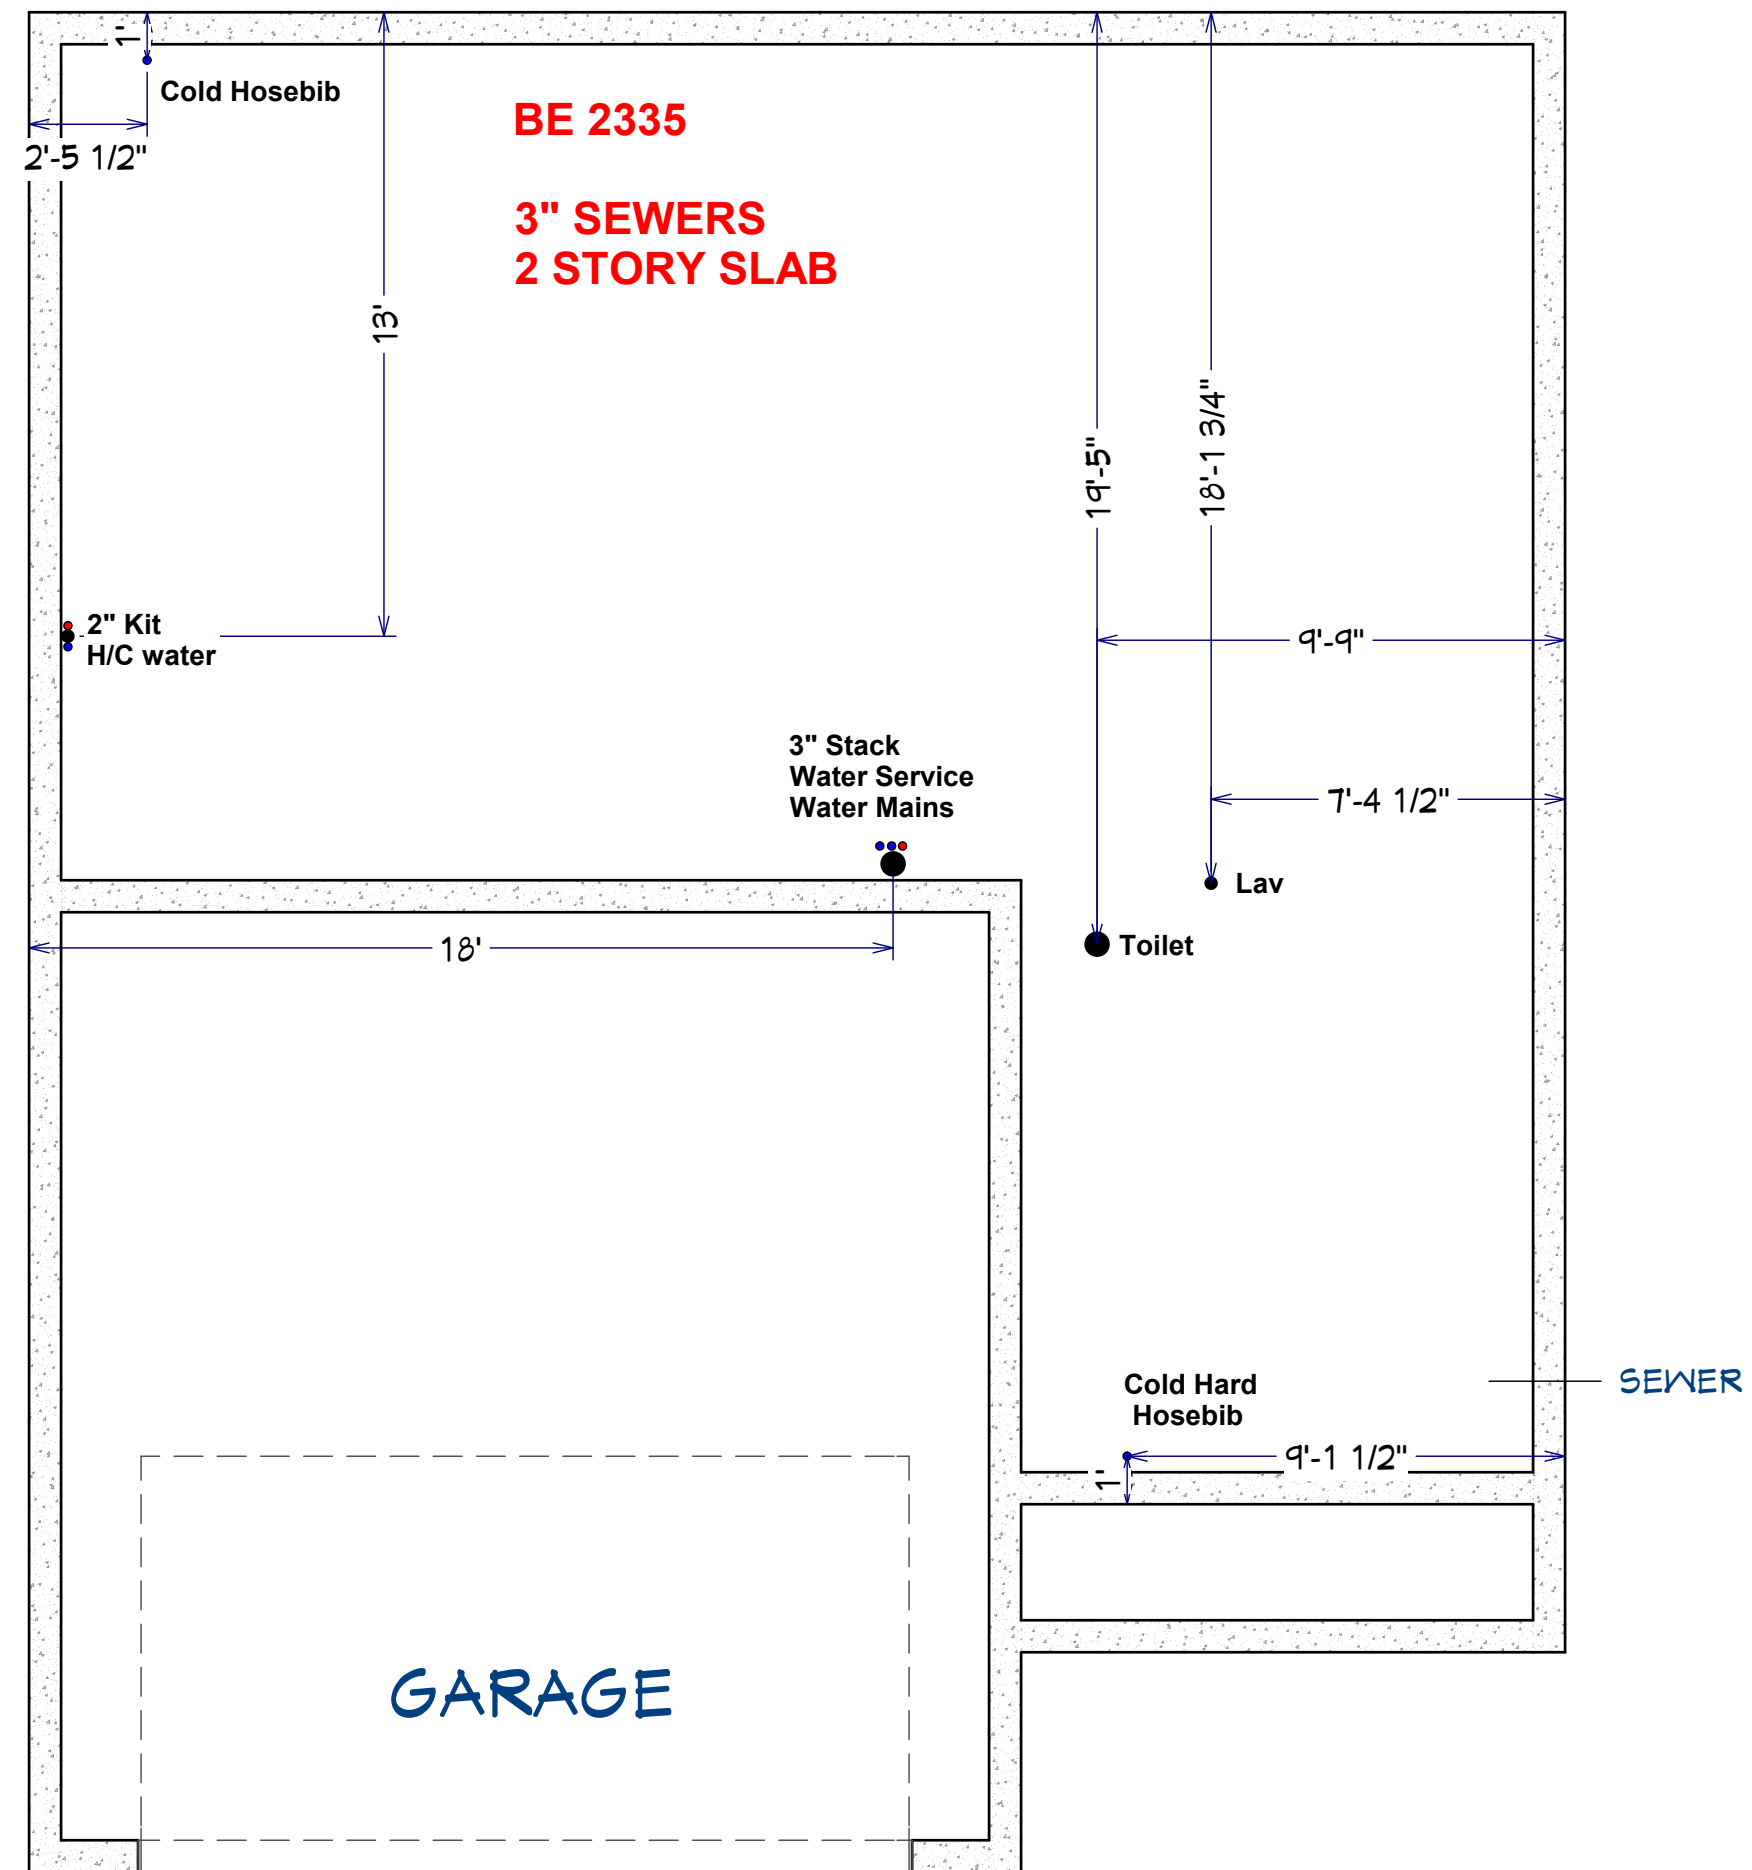 1'
Cold Hosebib
2'-5 1/2"
BE 2335
3" SEWERS
2 STORY SLAB
13'
19'-5"
18'-1 3/4"
2" Kit
H/C water
9'-9"
3" Stack
Water Service
Water Mains
7'-4 1/2"
Lav
Toilet
18'
Cold Hard
Hosebib
SEWER
9'-1 1/2"
1'
GARAGE